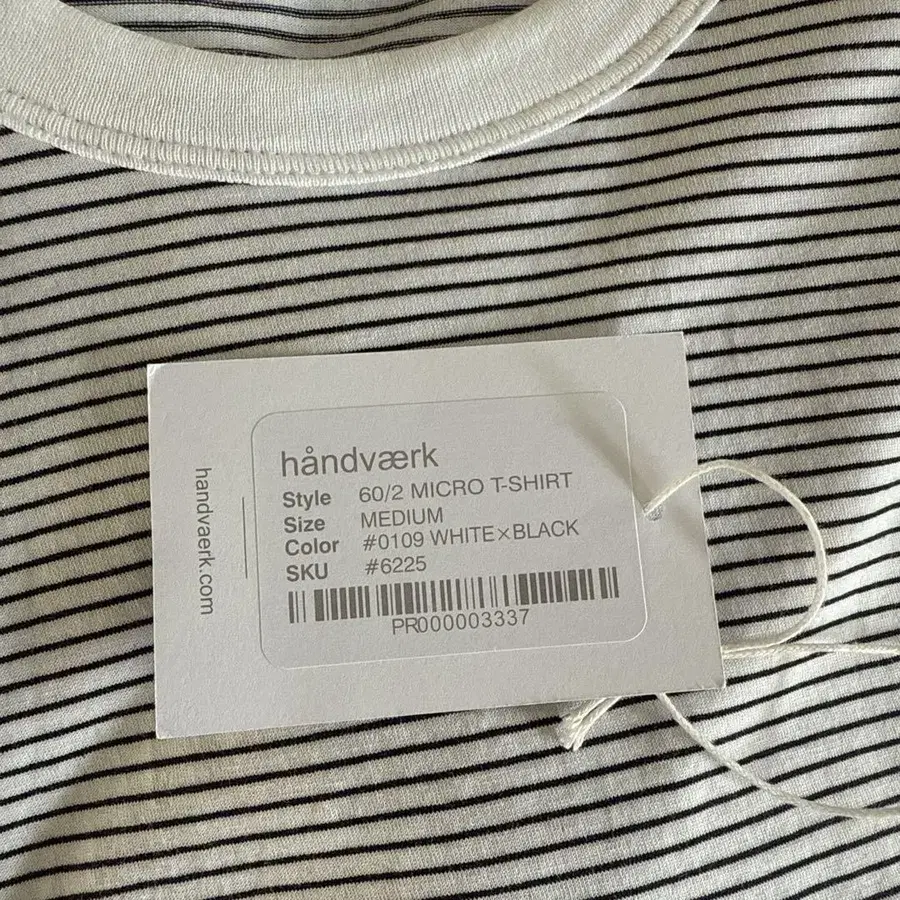 håndværk
Style 60/2 MICRO T-SHIRT
Size MEDIUM
Color #0109 WHITE×BLACK
SKU #6225
PR000003337
handvaerk.com